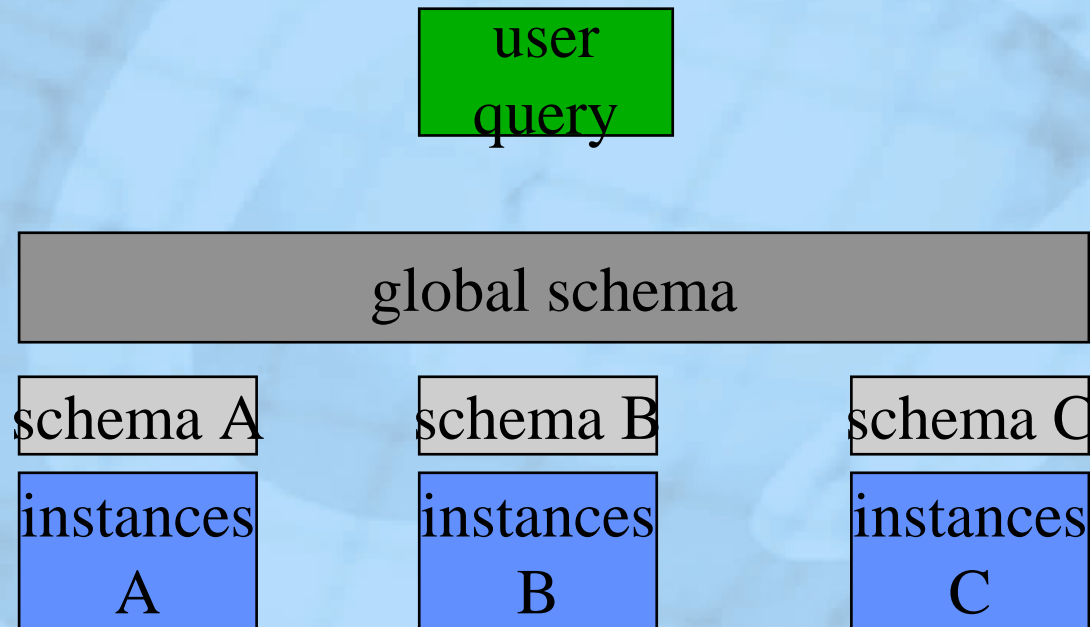 user
query
global schema
schema A
schema B
schema C
instances
A
instances
B
instances
C